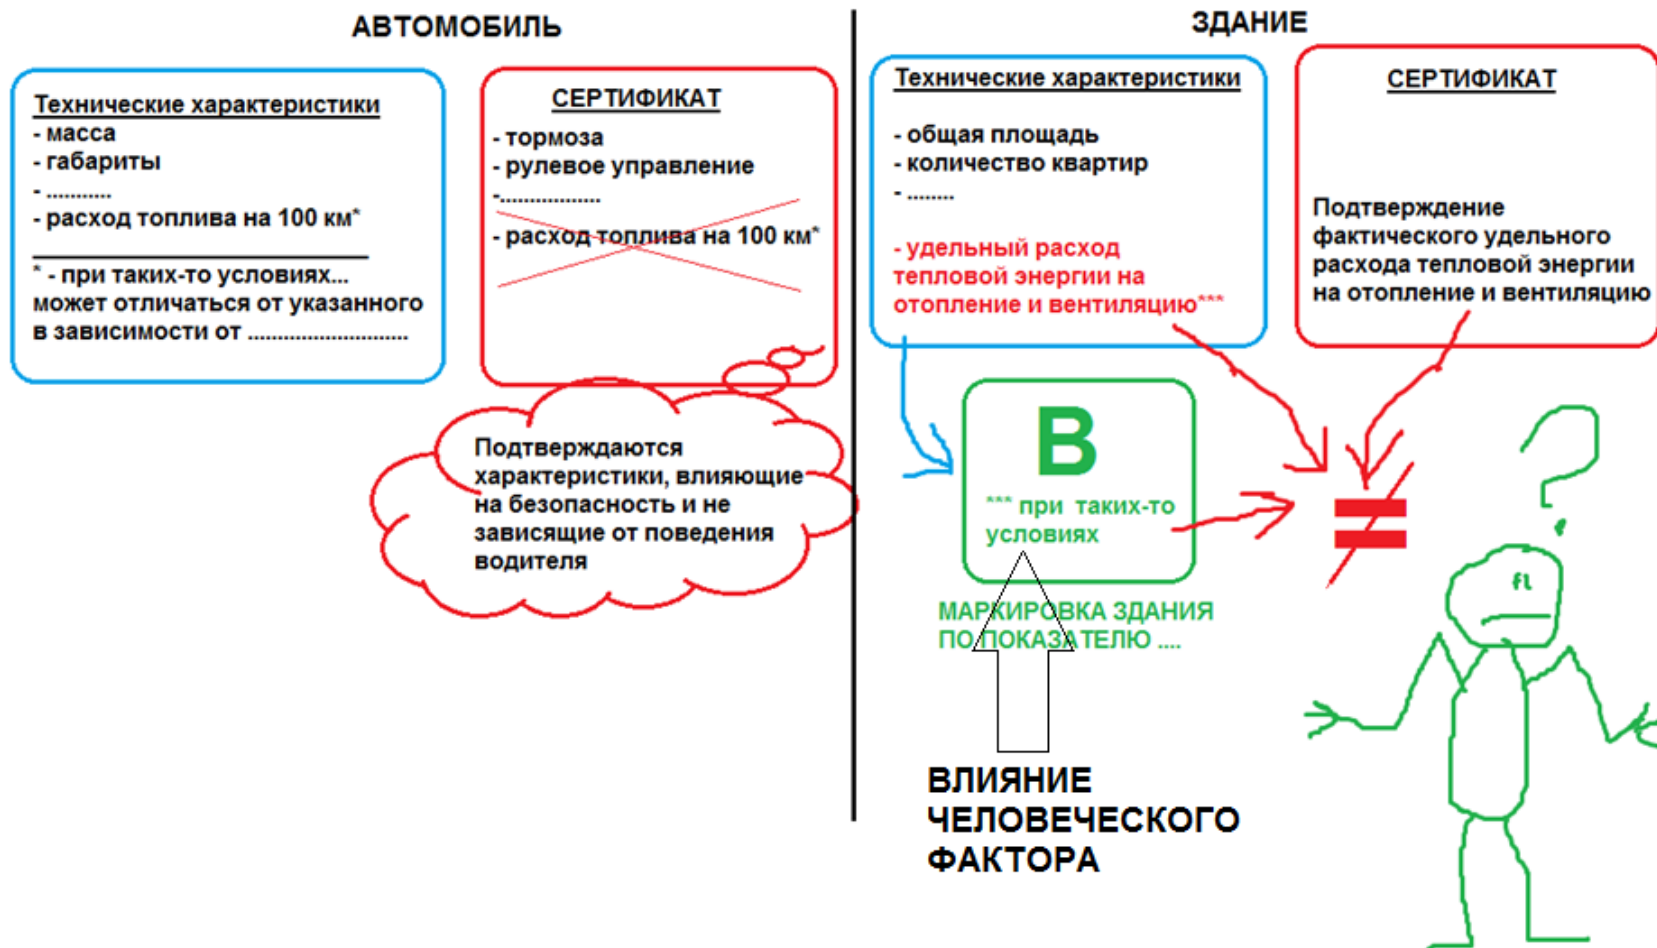 АВТОМОБИЛЬ
Технические характеристики
- масса
- габариты
- ...........
- расход топлива на 100 км*
* - при таких-то условиях...
может отличаться от указанного
в зависимости от ...........................
СЕРТИФИКАТ
- тормоза
- рулевое управление
-.................
- расход топлива на 100 км*
Подтверждаются
характеристики, влияющие
на безопасность и не
зависящие от поведения
водителя
ЗДАНИЕ
Технические характеристики
- общая площадь
- количество квартир
- ........
- удельный расход
тепловой энергии на
отопление и вентиляцию***
СЕРТИФИКАТ
Подтверждение
фактического удельного
расхода тепловой энергии
на отопление и вентиляцию
В
*** при таких-то
условиях
МАРКИРОВКА ЗДАНИЯ
ПО ПОКАЗАТЕЛЮ ....
≠
?
ВЛИЯНИЕ
ЧЕЛОВЕЧЕСКОГО
ФАКТОРА